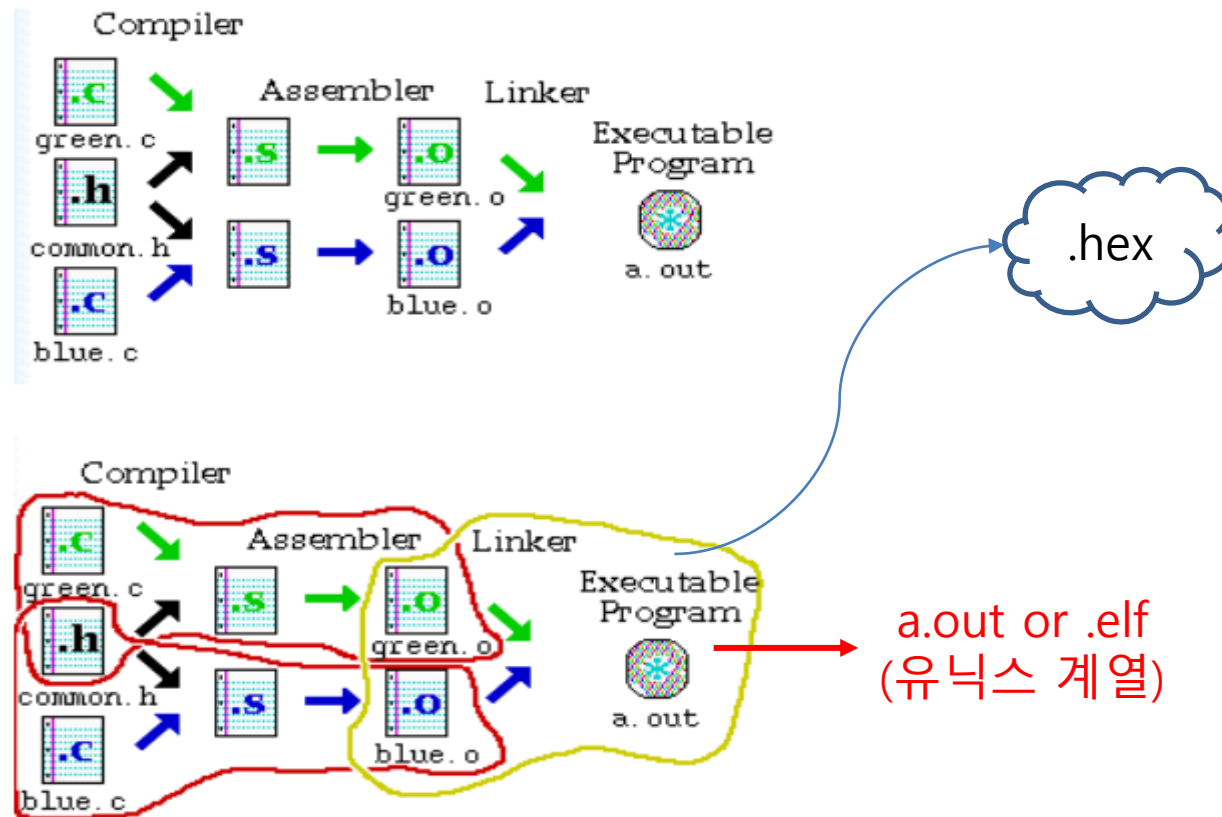 Compiler
.c
green.c
Assembler
Linker
.s
.o
green.o
Executable
Program
.h
common.h
a.out
.s
.o
blue.o
.c
blue.c
.hex
Compiler
.c
green.c
Assembler
Linker
.s
.o
green.o
Executable
Program
.h
common.h
a.out
.s
.o
blue.o
.c
blue.c
a.out or .elf
(유닉스 계열)